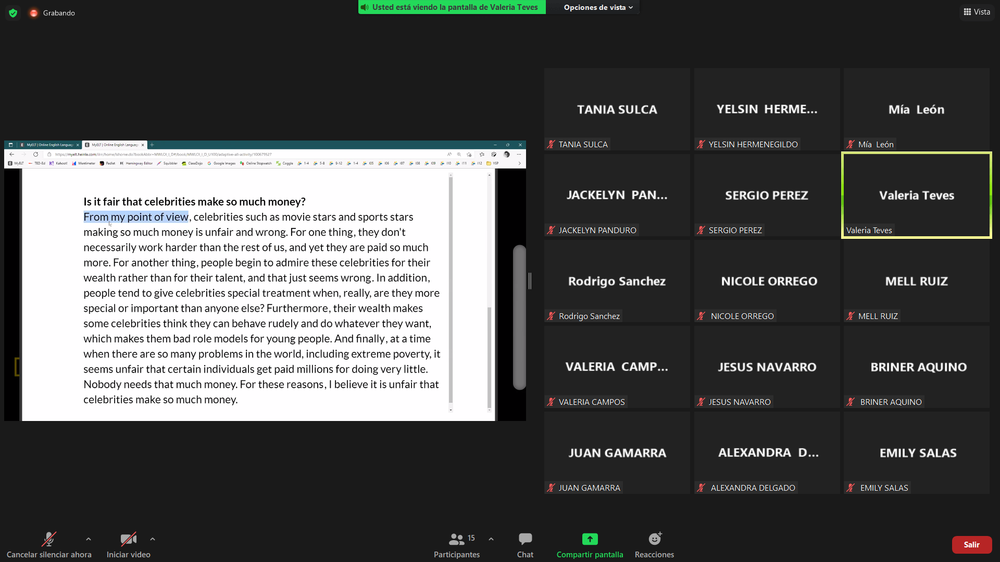 Grabando
Usted está viendo la pantalla de Valeria Teves
Opciones de vista
Vista
MyELT | Online English Languag
MyELT | Online English Languag
https://myelt.heinle.com/ilrn/home/lshome.do?bookAbbr=MWLOI_I_D#/book/MWLOI_I_D_U100/adaptive-all-activity/100679527
MyELT TED-Ed Kahoot! Mentimeter Padlet Hemingway Editor Squibbler ClassDojo Google Images Online Stopwatch Coggle 1-4 5-8 9-12 1-4 I05 I06 I07 I08 I09 I10 I11 I12 YSP
Is it fair that celebrities make so much money?
From my point of view, celebrities such as movie stars and sports stars
making so much money is unfair and wrong. For one thing, they don't
necessarily work harder than the rest of us, and yet they are paid so much
more. For another thing, people begin to admire these celebrities for their
wealth rather than for their talent, and that just seems wrong. In addition,
people tend to give celebrities special treatment when, really, are they more
special or important than anyone else? Furthermore, their wealth makes
some celebrities think they can behave rudely and do whatever they want,
which makes them bad role models for young people. And finally, at a time
when there are so many problems in the world, including extreme poverty, it
seems unfair that certain individuals get paid millions for doing very little.
Nobody needs that much money. For these reasons, I believe it is unfair that
celebrities make so much money.
TANIA SULCA
TANIA SULCA
YELSIN HERME...
YELSIN HERMENEGILDO
Mía León
Mía León
JACKELYN PAN...
JACKELYN PANDURO
SERGIO PEREZ
SERGIO PEREZ
Valeria Teves
Valeria Teves
Rodrigo Sanchez
Rodrigo Sanchez
NICOLE ORREGO
NICOLE ORREGO
MELL RUIZ
MELL RUIZ
VALERIA CAMP...
VALERIA CAMPOS
JESUS NAVARRO
JESUS NAVARRO
BRINER AQUINO
BRINER AQUINO
JUAN GAMARRA
JUAN GAMARRA
ALEXANDRA D...
ALEXANDRA DELGADO
EMILY SALAS
EMILY SALAS
Cancelar silenciar ahora
Iniciar video
15
Participantes
Chat
Compartir pantalla
Reacciones
Salir